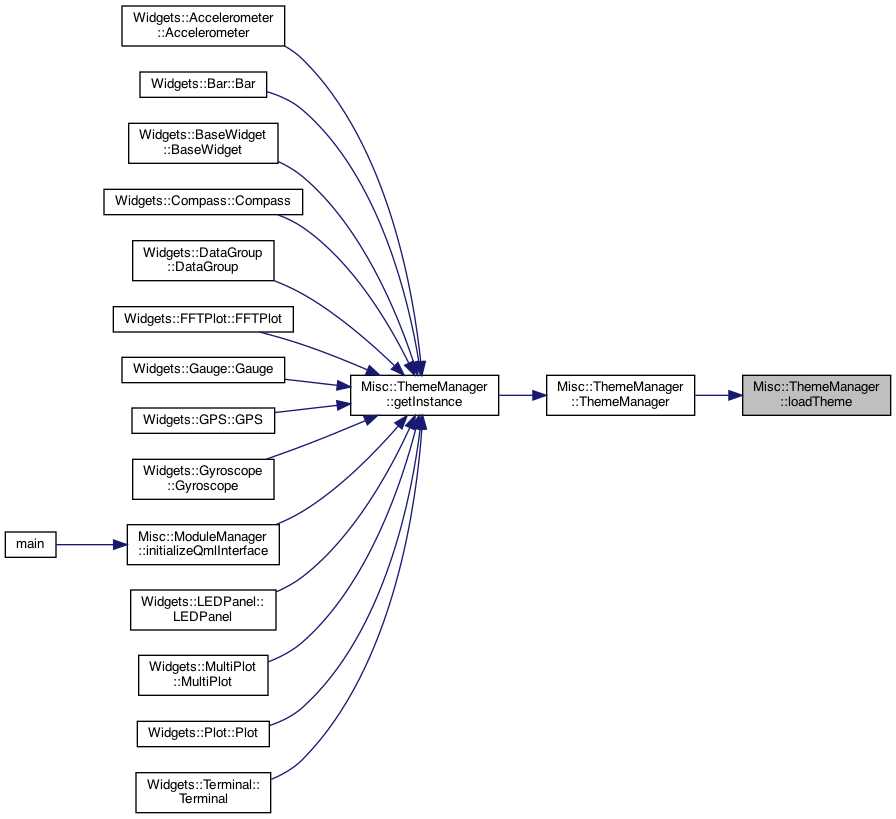 Widgets::Accelerometer
::Accelerometer
Widgets::Bar::Bar
Widgets::BaseWidget
::BaseWidget
Widgets::Compass::Compass
Widgets::DataGroup
::DataGroup
Widgets::FFTPlot::FFTPlot
Widgets::Gauge::Gauge
Widgets::GPS::GPS
Widgets::Gyroscope
::Gyroscope
main
Misc::ModuleManager
::initializeQmlInterface
Widgets::LEDPanel::
LEDPanel
Widgets::MultiPlot
::MultiPlot
Widgets::Plot::Plot
Widgets::Terminal::
Terminal
Misc::ThemeManager
::getInstance
Misc::ThemeManager
::ThemeManager
Misc::ThemeManager
::loadTheme